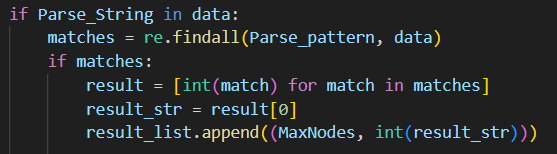 if Parse_String in data:
    matches = re.findall(Parse_pattern, data)
    if matches:
        result = [int(match) for match in matches]
        result_str = result[0]
        result_list.append((MaxNodes, int(result_str)))